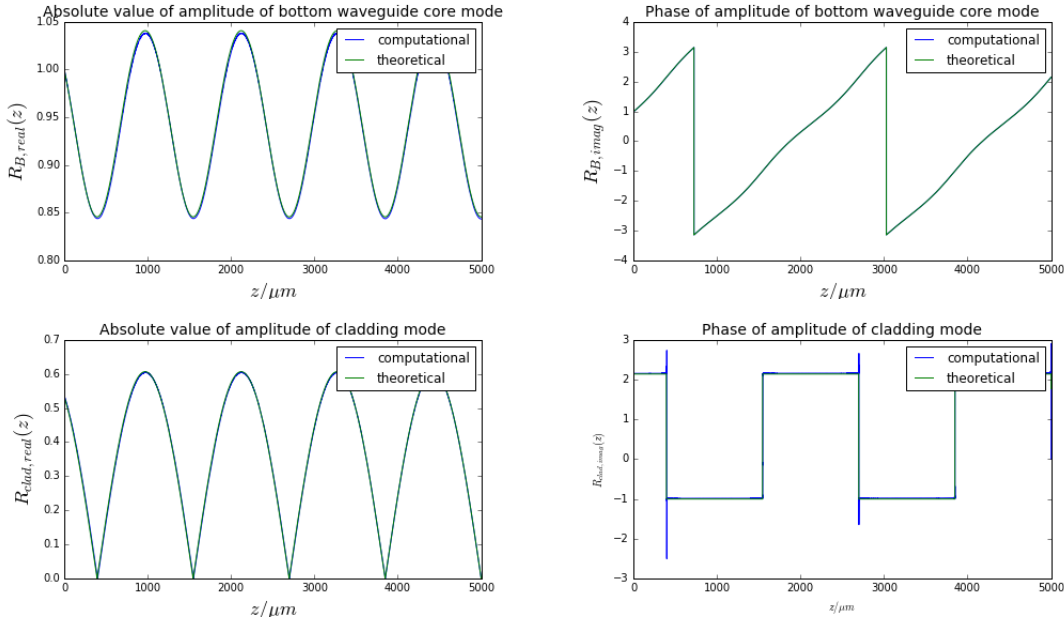 Absolute value of amplitude of bottom waveguide core mode
1.05
1.00
0.95
0.90
0.85
0.80
R_{B,real}(z)
computational
theoretical
0 1000 2000 3000 4000 5000
z/μm
Phase of amplitude of bottom waveguide core mode
4
3
2
1
0
−1
−2
−3
−4
R_{B,imag}(z)
computational
theoretical
0 1000 2000 3000 4000 5000
z/μm
Absolute value of amplitude of cladding mode
0.7
0.6
0.5
0.4
0.3
0.2
0.1
0.0
R_{clad,real}(z)
computational
theoretical
0 1000 2000 3000 4000 5000
z/μm
Phase of amplitude of cladding mode
3
2
1
0
−1
−2
−3
R_{clad,imag}(z)
computational
theoretical
0 1000 2000 3000 4000 5000
z/μm